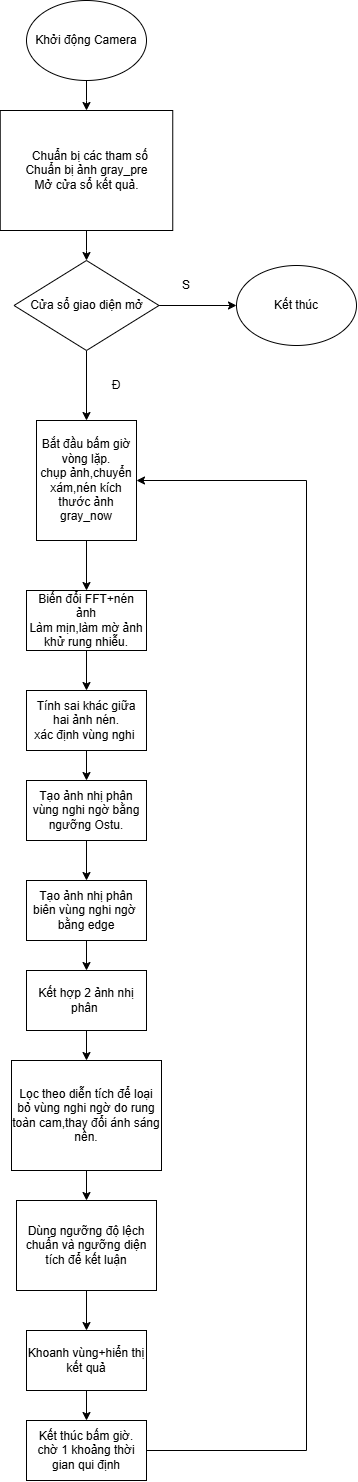 Khởi động Camera
Chuẩn bị các tham số
Chuẩn bị ảnh gray_pre
Mở cửa sổ kết quả.
Cửa sổ giao diện mở
S
Kết thúc
Đ
Bắt đầu bấm giờ
vòng lặp.
chụp ảnh,chuyển
xám,nén kích
thước ảnh
gray_now
Biến đổi FFT+nén
ảnh
Làm mịn,làm mờ ảnh
khử rung nhiễu.
Tính sai khác giữa
hai ảnh nén.
xác định vùng nghi
Tạo ảnh nhị phân
vùng nghi ngờ bằng
ngưỡng Ostu.
Tạo ảnh nhị phân
biên vùng nghi ngờ
bằng edge
Kết hợp 2 ảnh nhị
phân
Lọc theo diễn tích để loại
bỏ vùng nghi ngờ do rung
toàn cam,thay đổi ánh sáng
nền.
Dùng ngưỡng độ lệch
chuẩn và ngưỡng diện
tích để kết luận
Khoanh vùng+hiển thị
kết quả
Kết thúc bấm giờ.
chờ 1 khoảng thời
gian qui định